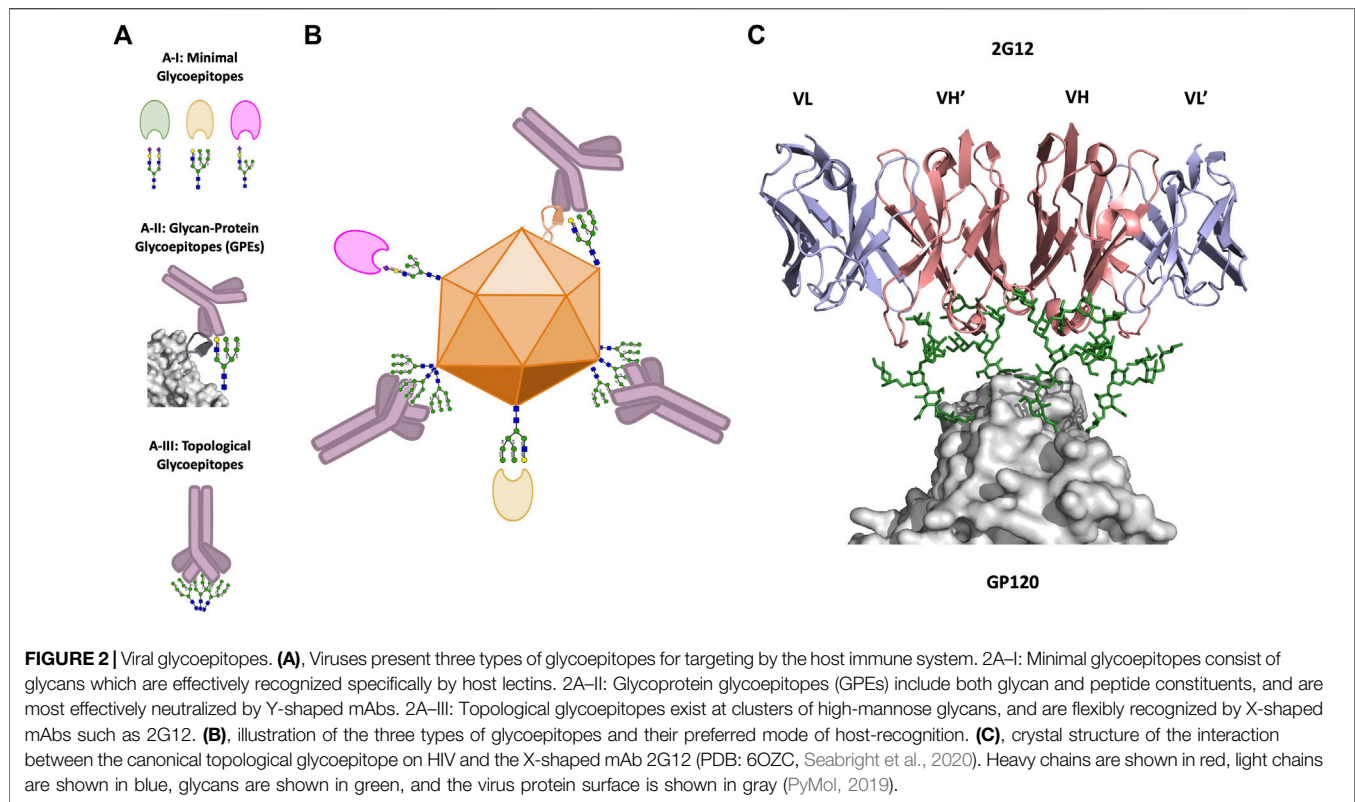 A
A-I: Minimal
Glycoepitopes
A-II: Glycan-Protein
Glycoepitopes (GPEs)
A-III: Topological
Glycoepitopes
B
C
2G12
VL
VH'
VH
VL'
GP120
FIGURE 2 | Viral glycoepitopes. (A), Viruses present three types of glycoepitopes for targeting by the host immune system. 2A–I: Minimal glycoepitopes consist of
glycans which are effectively recognized specifically by host lectins. 2A–II: Glycoprotein glycoepitopes (GPEs) include both glycan and peptide constituents, and are
most effectively neutralized by Y-shaped mAbs. 2A–III: Topological glycoepitopes exist at clusters of high-mannose glycans, and are flexibly recognized by X-shaped
mAbs such as 2G12. (B), illustration of the three types of glycoepitopes and their preferred mode of host-recognition. (C), crystal structure of the interaction
between the canonical topological glycoepitope on HIV and the X-shaped mAb 2G12 (PDB: 6OZC, Seabright et al., 2020). Heavy chains are shown in red, light chains
are shown in blue, glycans are shown in green, and the virus protein surface is shown in gray (PyMol, 2019).